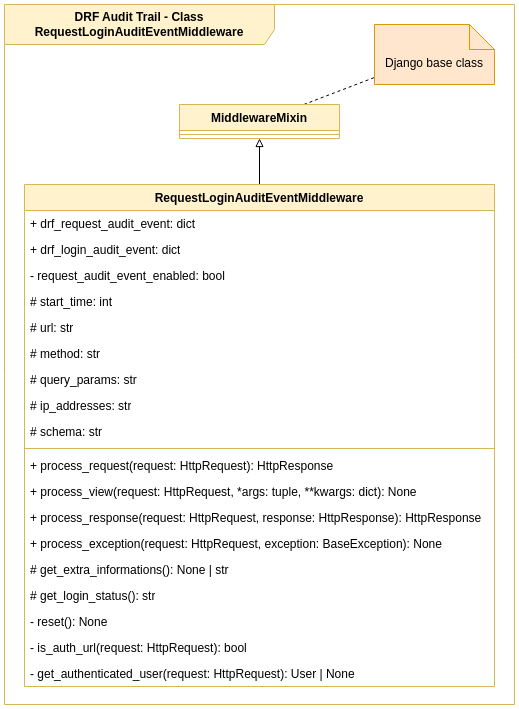 DRF Audit Trail - Class
RequestLoginAuditEventMiddleware
Django base class
MiddlewareMixin
RequestLoginAuditEventMiddleware
+ drf_request_audit_event: dict
+ drf_login_audit_event: dict
- request_audit_event_enabled: bool
# start_time: int
# url: str
# method: str
# query_params: str
# ip_addresses: str
# schema: str
+ process_request(request: HttpRequest): HttpResponse
+ process_view(request: HttpRequest, *args: tuple, **kwargs: dict): None
+ process_response(request: HttpRequest, response: HttpResponse): HttpResponse
+ process_exception(request: HttpRequest, exception: BaseException): None
# get_extra_informations(): None | str
# get_login_status(): str
- reset(): None
- is_auth_url(request: HttpRequest): bool
- get_authenticated_user(request: HttpRequest): User | None